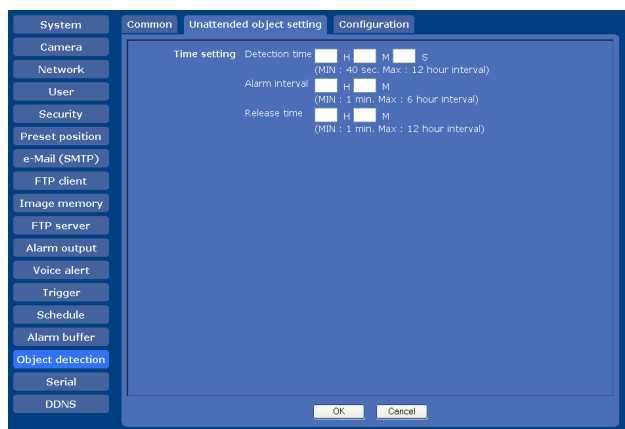 System
Camera
Network
User
Security
Preset position
e-Mail (SMTP)
FTP client
Image memory
FTP server
Alarm output
Voice alert
Trigger
Schedule
Alarm buffer
Object detection
Serial
DDNS
Common Unattended object setting Configuration
Time setting Detection time H M S
(MIN : 40 sec. Max : 12 hour interval)
Alarm interval H M
(MIN : 1 min. Max : 6 hour interval)
Release time H M
(MIN : 1 min. Max : 12 hour interval)
OK Cancel